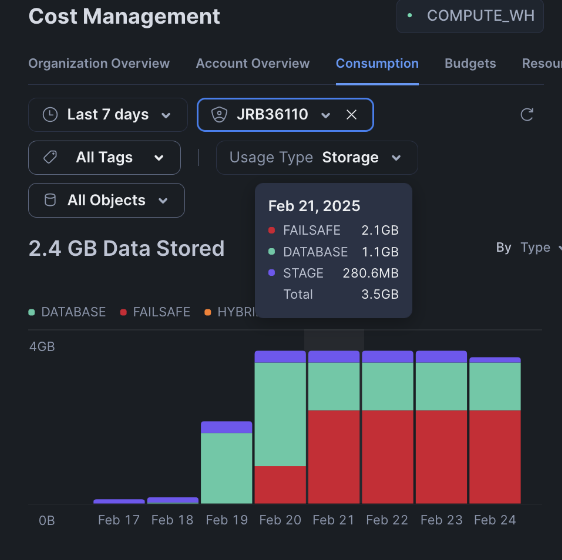 Cost Management
COMPUTE_WH
Organization Overview Account Overview Consumption Budgets Resou
Last 7 days JRB36110
All Tags Usage Type Storage
All Objects
Feb 21, 2025
FAILSAFE 2.1GB
DATABASE 1.1GB
STAGE 280.6MB
Total 3.5GB
2.4 GB Data Stored
By Type
DATABASE FAILSAFE HYBRI
4GB
0B
Feb 17 Feb 18 Feb 19 Feb 20 Feb 21 Feb 22 Feb 23 Feb 24